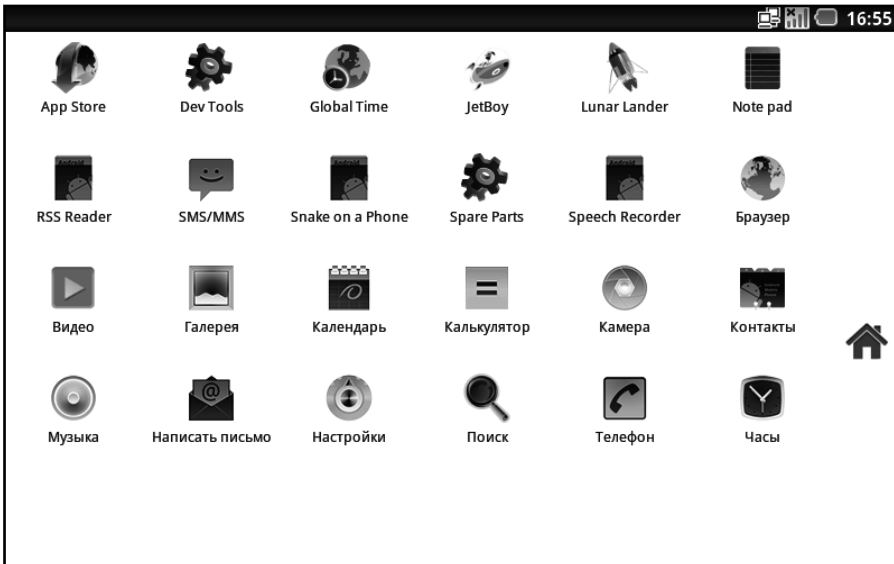 16:55
App Store
Dev Tools
Global Time
JetBoy
Lunar Lander
Note pad
RSS Reader
SMS/MMS
Snake on a Phone
Spare Parts
Speech Recorder
Браузер
Видео
Галерея
Календарь
Калькулятор
Камера
Контакты
Музыка
Написать письмо
Настройки
Поиск
Телефон
Часы